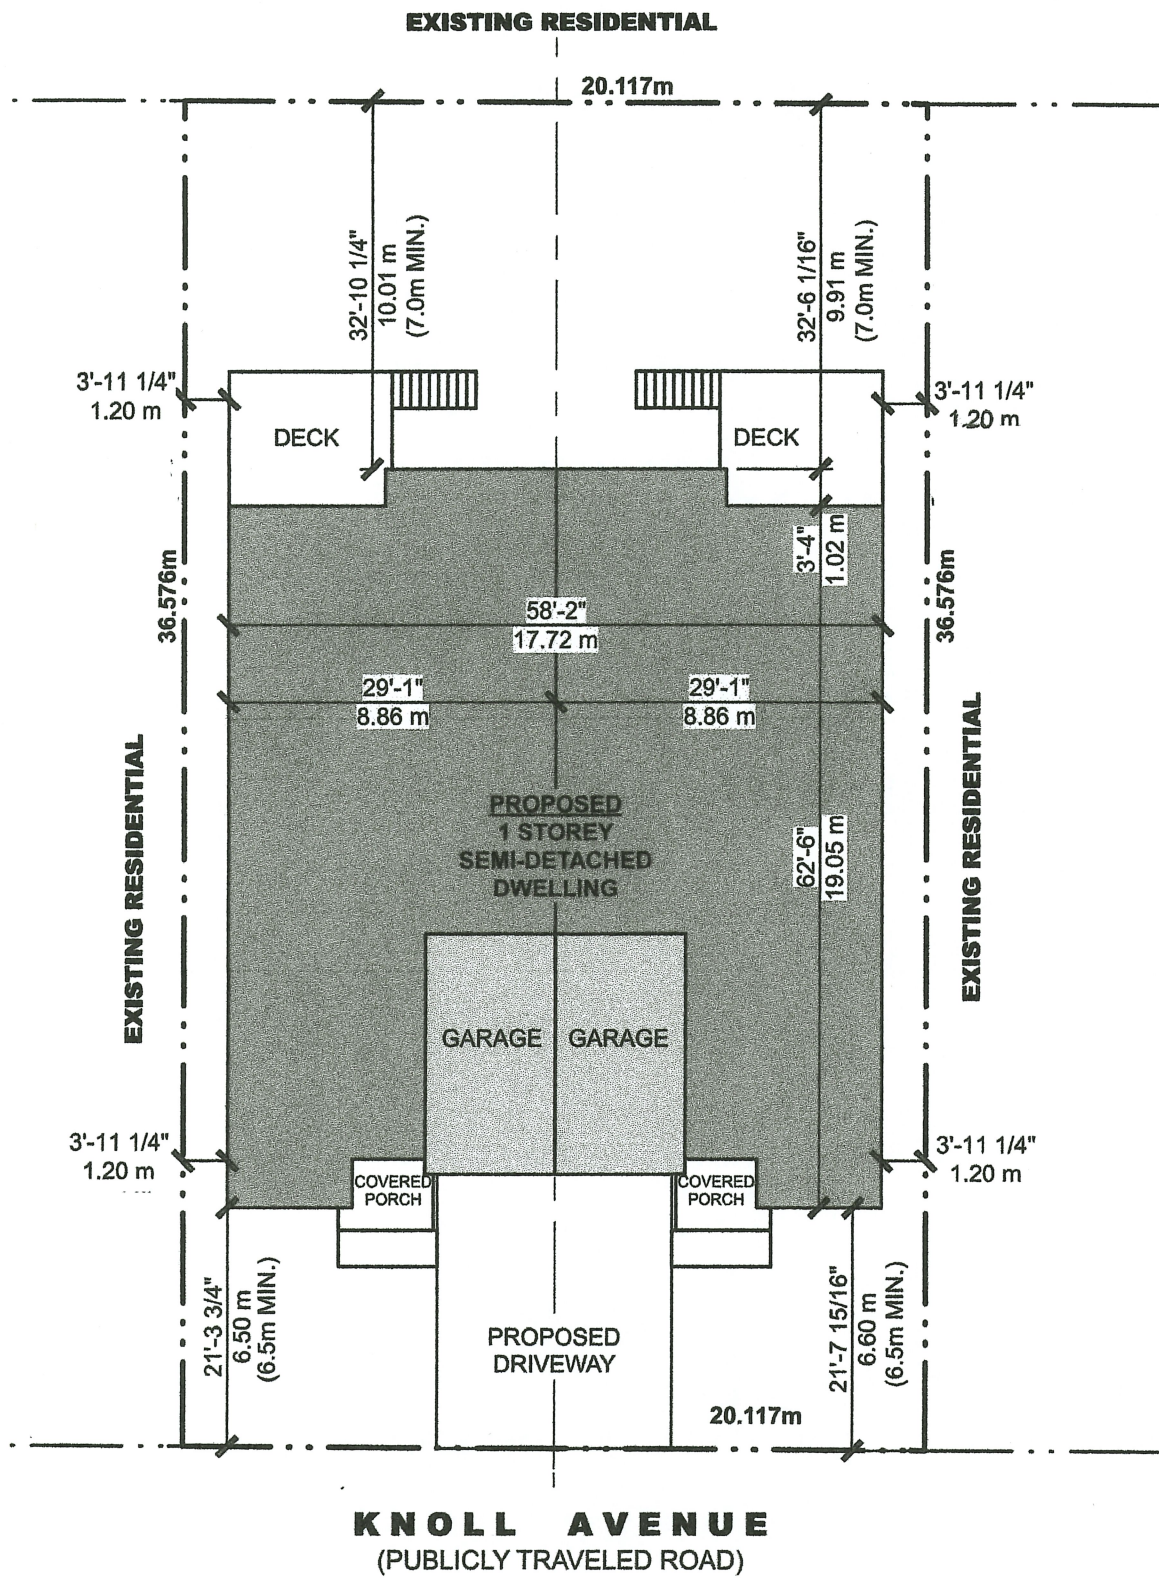 EXISTING RESIDENTIAL
20.117m
32'-10 1/4"
10.01 m
(7.0m MIN.)
32'-6 1/16"
9.91 m
(7.0m MIN.)
3'-11 1/4"
1.20 m
3'-11 1/4"
1.20 m
DECK
DECK
3'-4"
1.02 m
36.576m
36.576m
58'-2"
17.72 m
29'-1"
8.86 m
29'-1"
8.86 m
EXISTING RESIDENTIAL
EXISTING RESIDENTIAL
PROPOSED
1 STOREY
SEMI-DETACHED
DWELLING
62'-6"
19.05 m
GARAGE
GARAGE
3'-11 1/4"
1.20 m
3'-11 1/4"
1.20 m
COVERED
PORCH
COVERED
PORCH
21'-3 3/4"
6.50 m
(6.5m MIN.)
21'-7 15/16"
6.60 m
(6.5m MIN.)
PROPOSED
DRIVEWAY
20.117m
KNOLL AVENUE
(PUBLICLY TRAVELED ROAD)